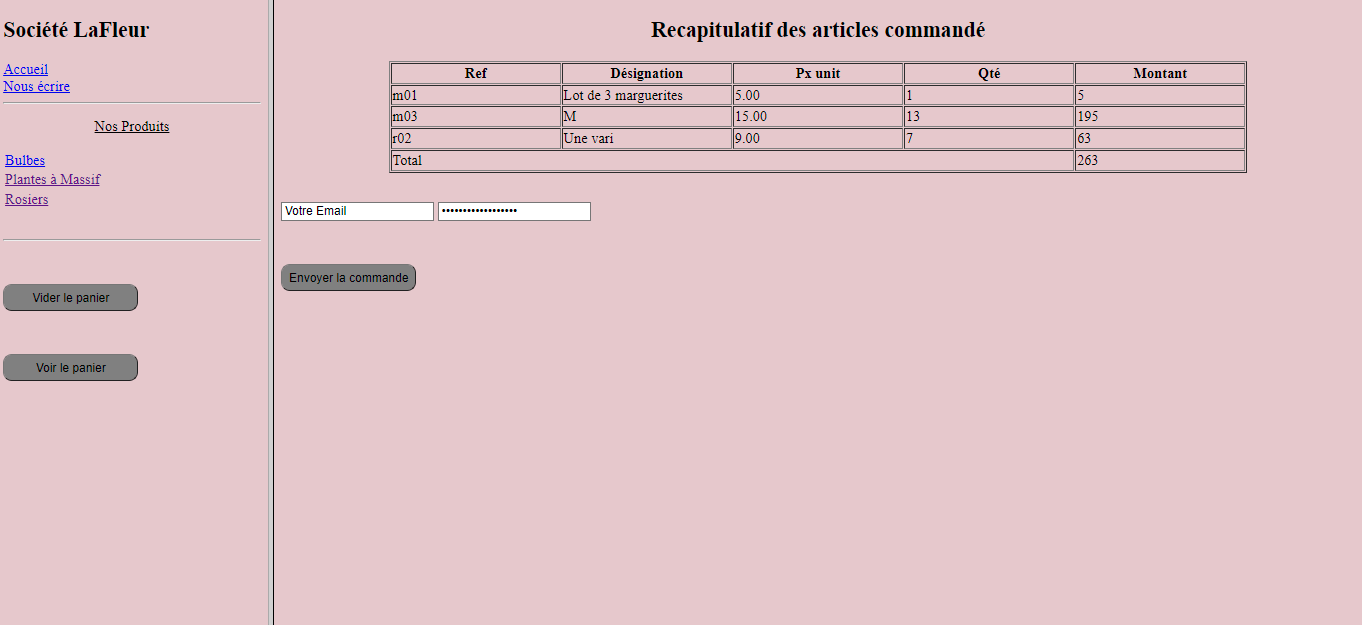 Société LaFleur
Accueil
Nous écrire
Nos Produits
Bulbes
Plantes à Massif
Rosiers
Vider le panier
Voir le panier
Recapitulatif des articles commandé
Ref Désignation Px unit Qté Montant
m01 Lot de 3 marguerites 5.00 1 5
m03 M 15.00 13 195
r02 Une vari 9.00 7 63
Total 263
Votre Email ••••••••••••••••••
Envoyer la commande